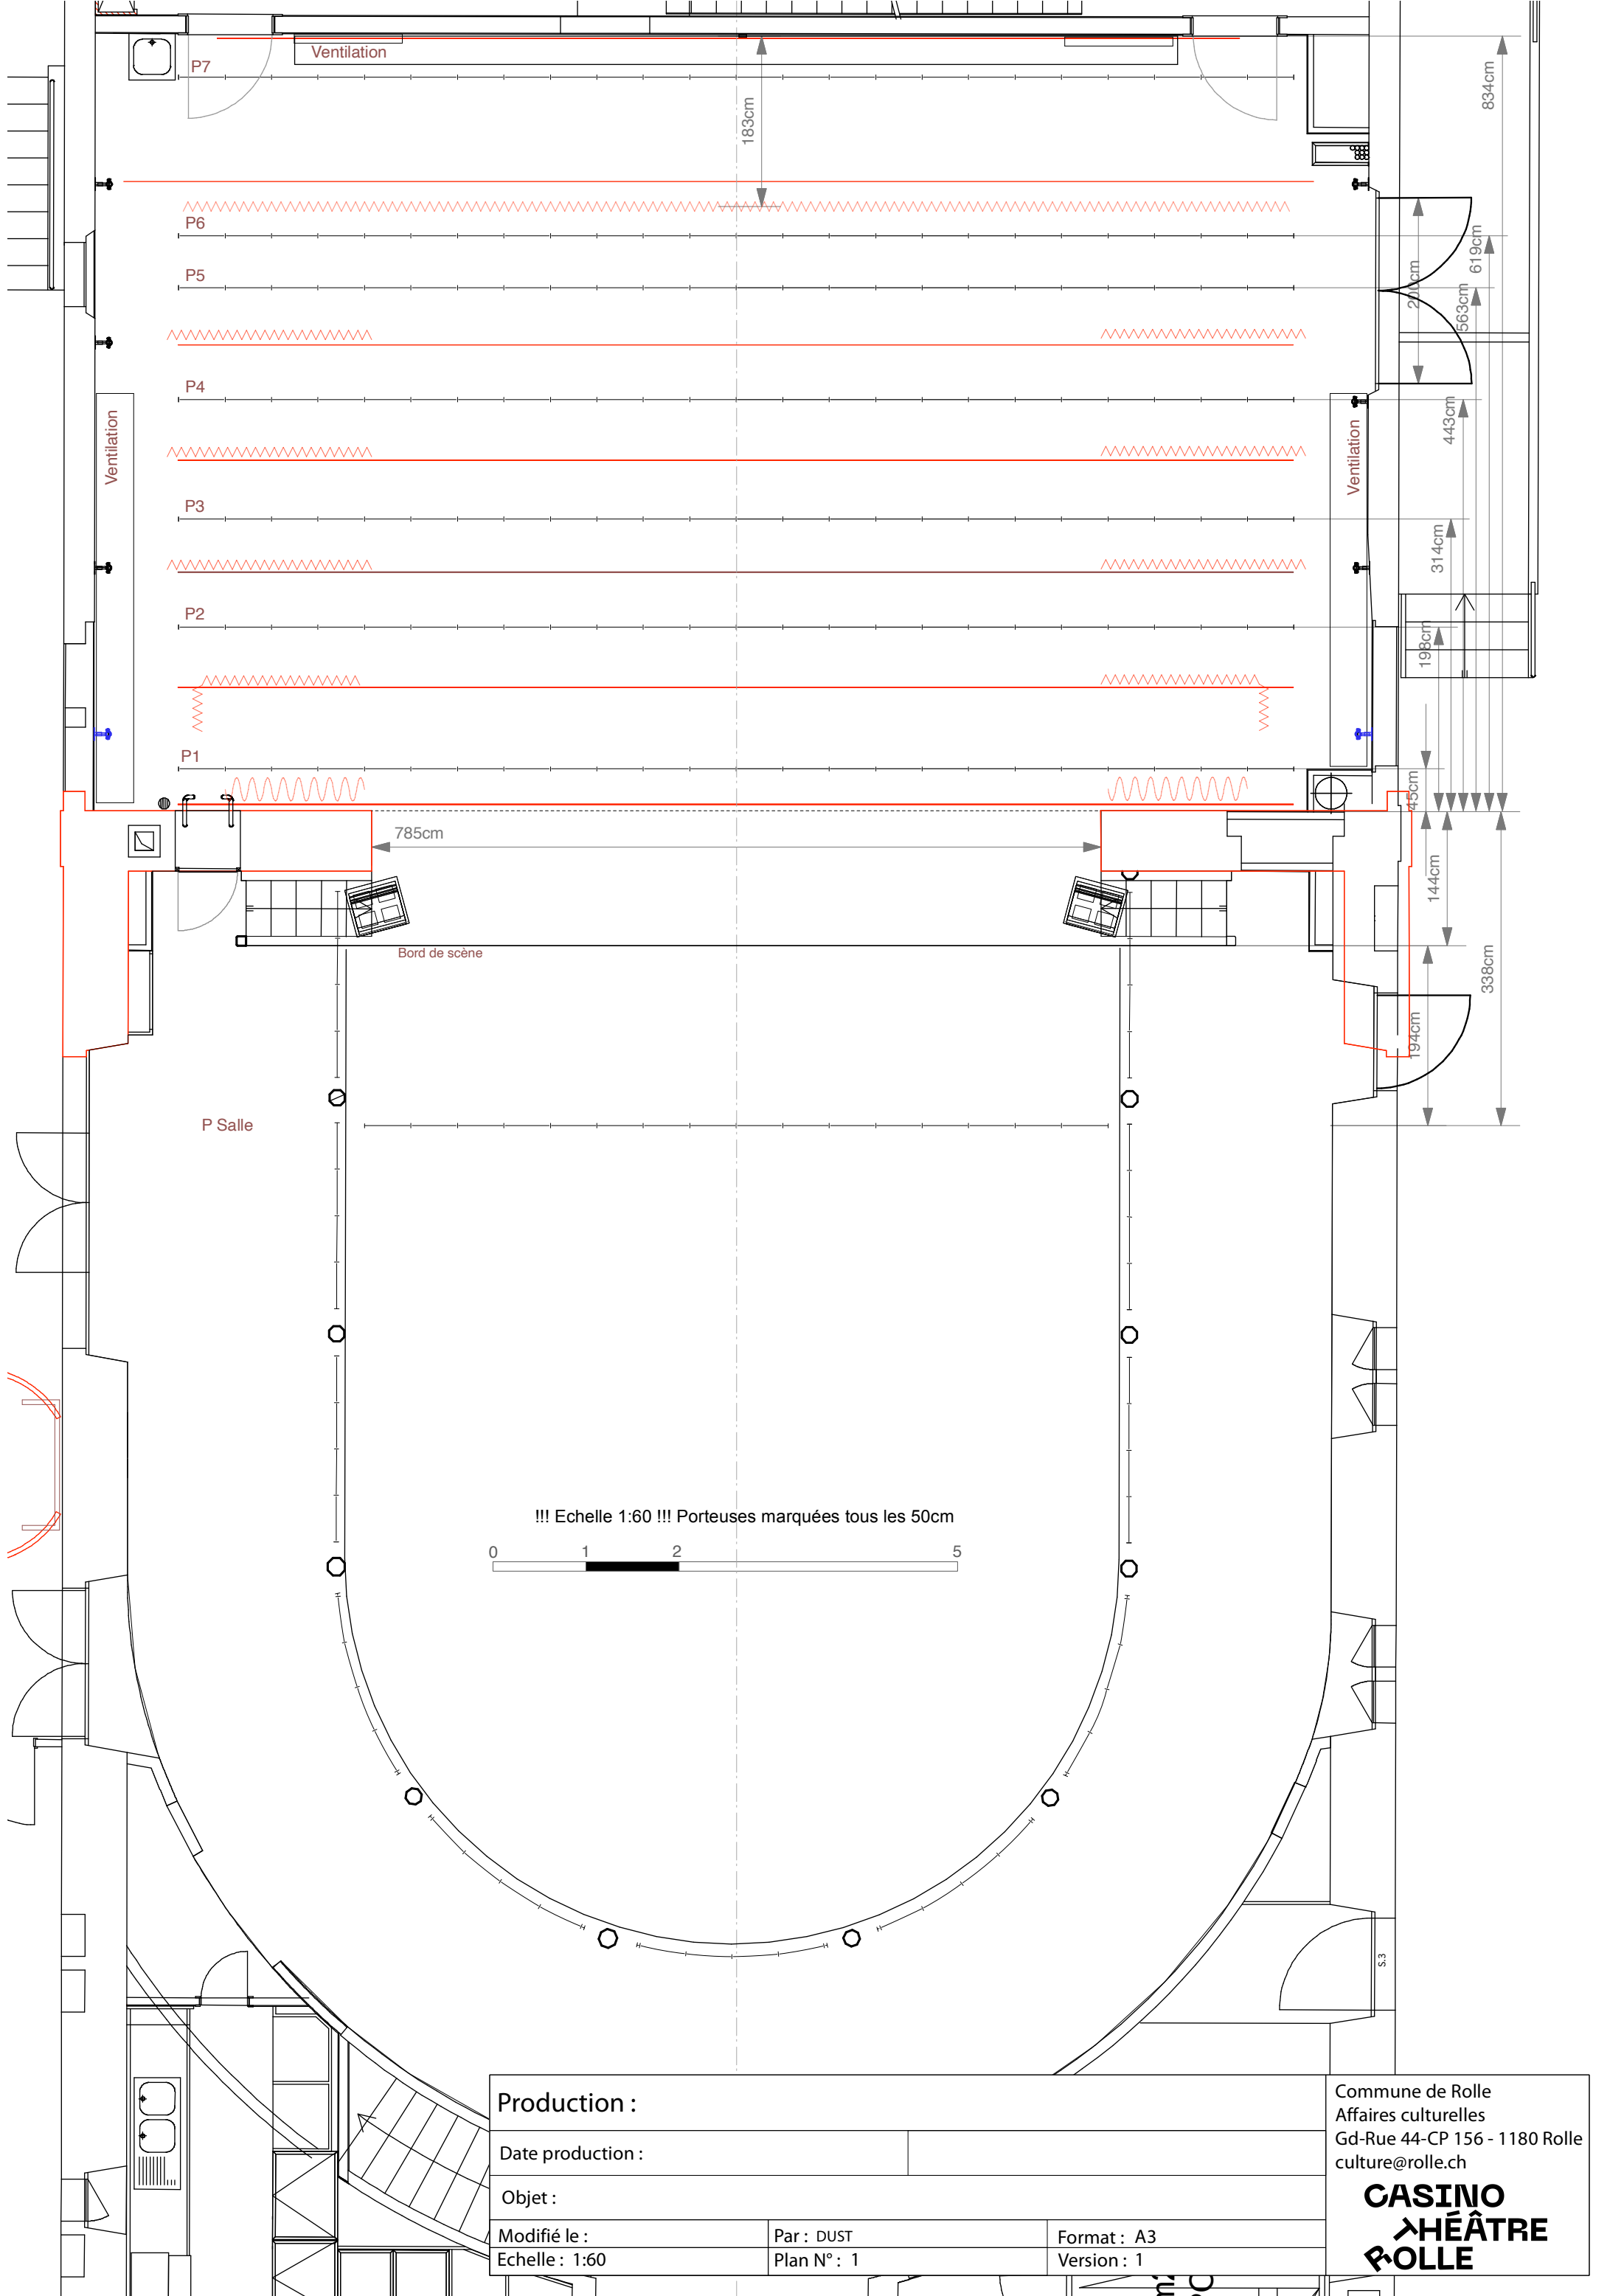 Ventilation
P7
834cm
183cm
P6
619cm
P5
200cm
563cm
P4
443cm
Ventilation
Ventilation
P3
314cm
P2
198cm
P1
45cm
785cm
144cm
Bord de scène
338cm
194cm
P Salle
!!! Echelle 1:60 !!! Porteuses marquées tous les 50cm
0 1 2 5
S.3
Production :
Date production :
Objet :
Modifié le :
Par : DUST
Format : A3
Echelle : 1:60
Plan N° : 1
Version : 1
Commune de Rolle
Affaires culturelles
Gd-Rue 44-CP 156 - 1180 Rolle
culture@rolle.ch
CASINO
THÉÂTRE
ROLLE